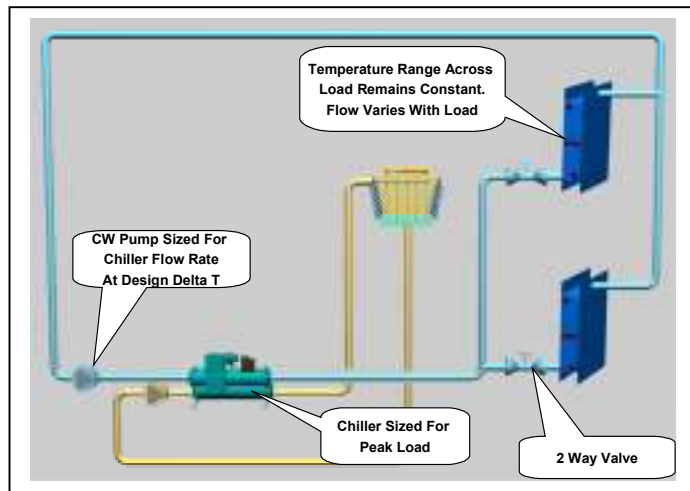 Temperature Range Across
Load Remains Constant.
Flow Varies With Load
CW Pump Sized For
Chiller Flow Rate
At Design Delta T
Chiller Sized For
Peak Load
2 Way Valve